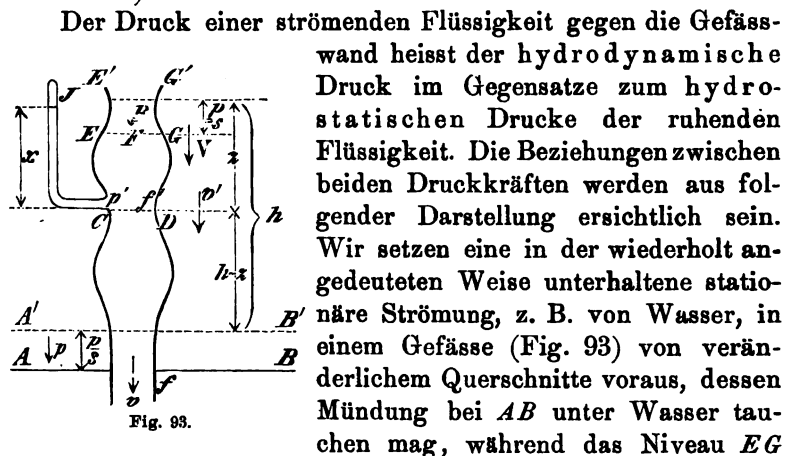 Der Druck einer strömenden Flüssigkeit gegen die Gefäss-
wand heisst der hydrodynamische
Druck im Gegensatze zum hydro-
statischen Drucke der ruhenden
Flüssigkeit. Die Beziehungen zwischen
beiden Druckkräften werden aus fol-
gender Darstellung ersichtlich sein.
Wir setzen eine in der wiederholt an-
gedeuteten Weise unterhaltene statio-
näre Strömung, z. B. von Wasser, in
einem Gefässe (Fig. 93) von verän-
derlichem Querschnitte voraus, dessen
Mündung bei AB unter Wasser tau-
chen mag, während das Niveau EG
E' G'
J
p p/s
E F G
V z
x
p' f' v'
C D
h
h-z
A' B'
p p/s
A B
v f
Fig. 93.